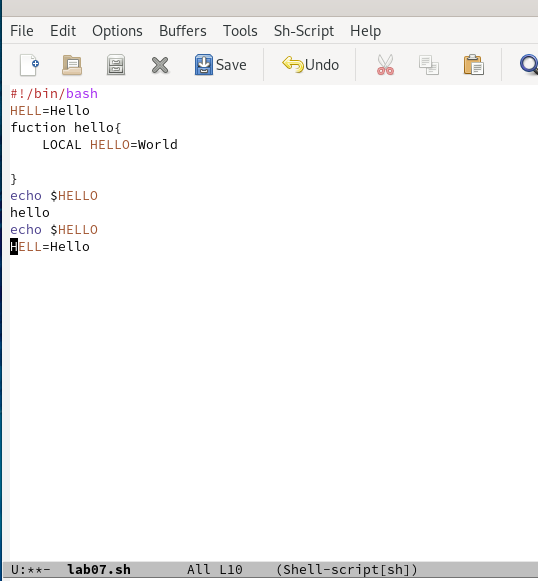 File Edit Options Buffers Tools Sh-Script Help
Save Undo
#!/bin/bash
HELL=Hello
fuction hello{
    LOCAL HELLO=World
}
echo $HELLO
hello
echo $HELLO
HELL=Hello
U:**- lab07.sh All L10 (Shell-script[sh])